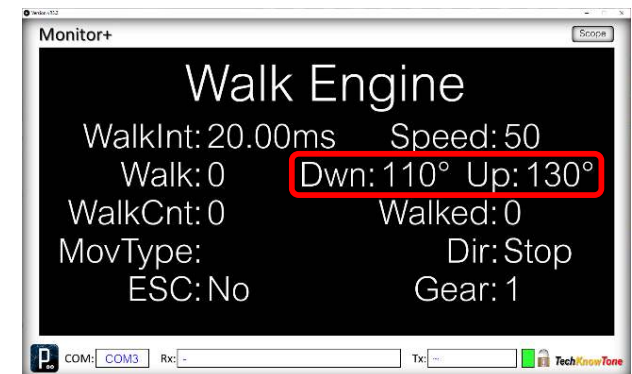 Monitor+
Scope
Walk Engine
WalkInt: 20.00ms Speed: 50
Walk: 0 Dwn: 110° Up: 130°
WalkCnt: 0 Walked: 0
MovType: Dir: Stop
ESC: No Gear: 1
COM: COM3 Rx: - Tx: ~ TechKnowTone